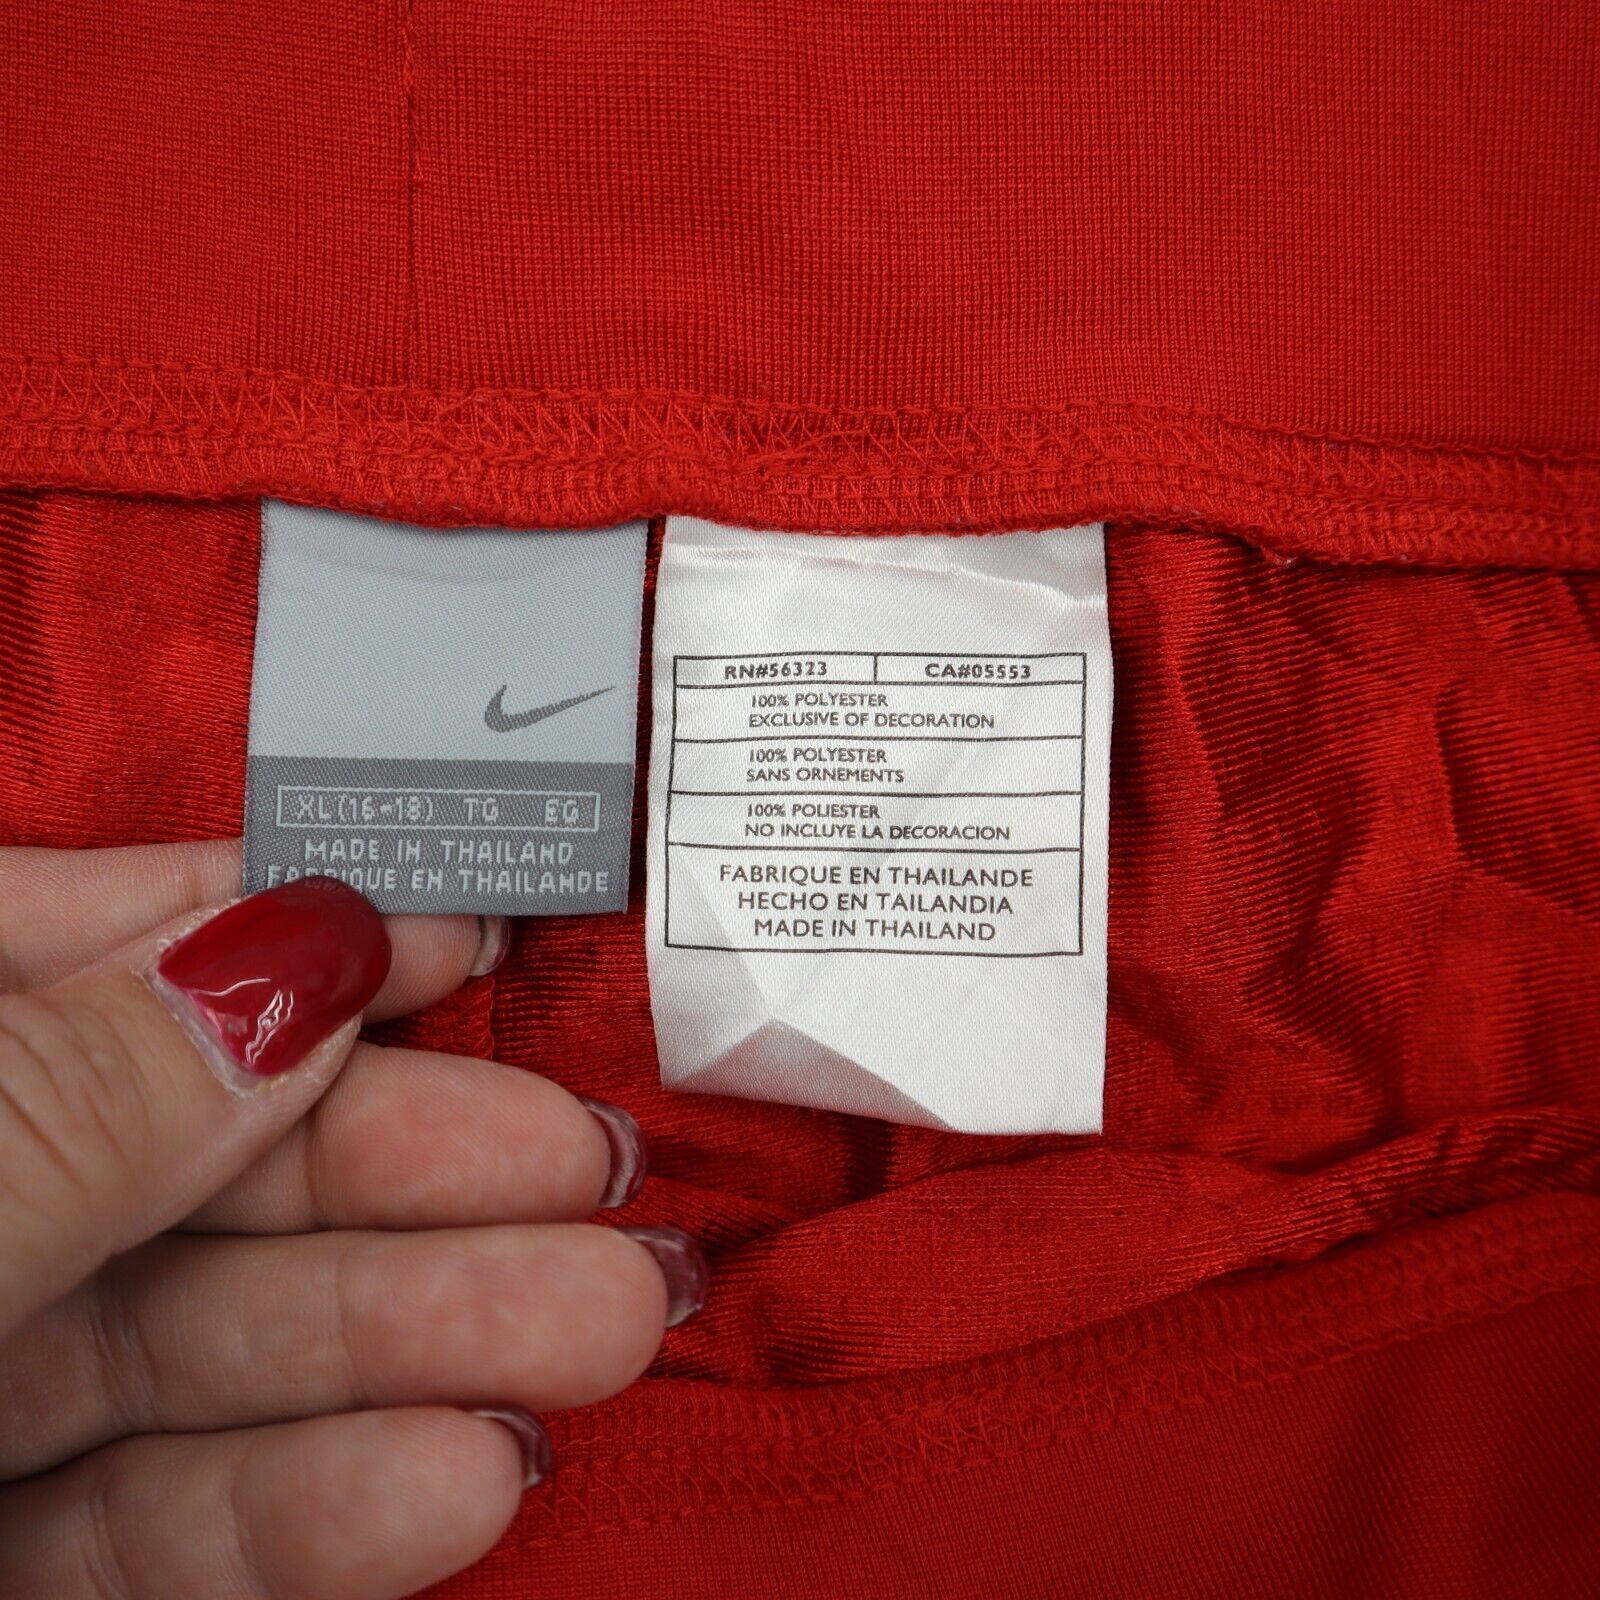 XL(16-18) TG EG
MADE IN THAILAND
FABRIQUE EN THAILANDE
RN#56323 CA#05553
100% POLYESTER
EXCLUSIVE OF DECORATION
100% POLYESTER
SANS ORNEMENTS
100% POLIESTER
NO INCLUYE LA DECORACION
FABRIQUE EN THAILANDE
HECHO EN TAILANDIA
MADE IN THAILAND